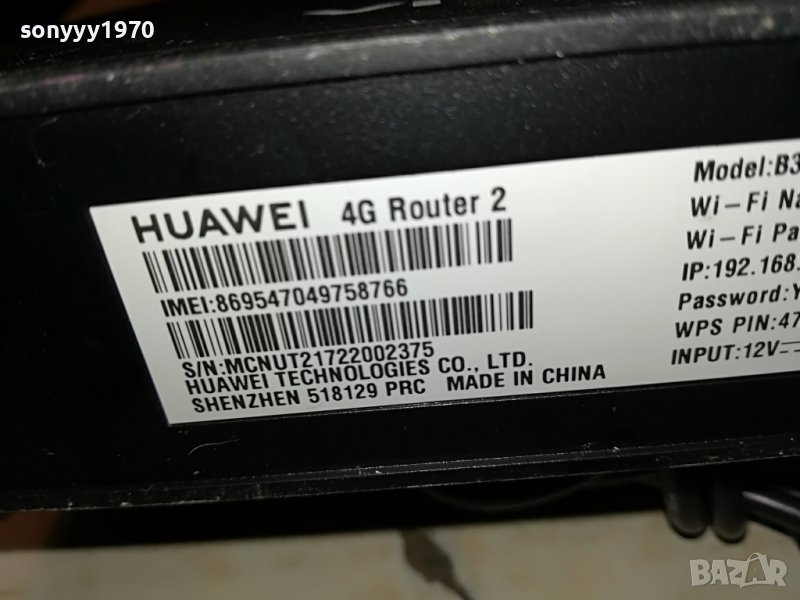 sonyyy1970
HUAWEI 4G Router 2
IMEI:869547049758766
S/N:MCNUT21722002375
HUAWEI TECHNOLOGIES CO., LTD.
SHENZHEN 518129 PRC MADE IN CHINA
Model:B3
Wi-Fi Na
Wi-Fi Pa
IP:192.168.
Password:Y
WPS PIN:47
INPUT:12V
BAZAR